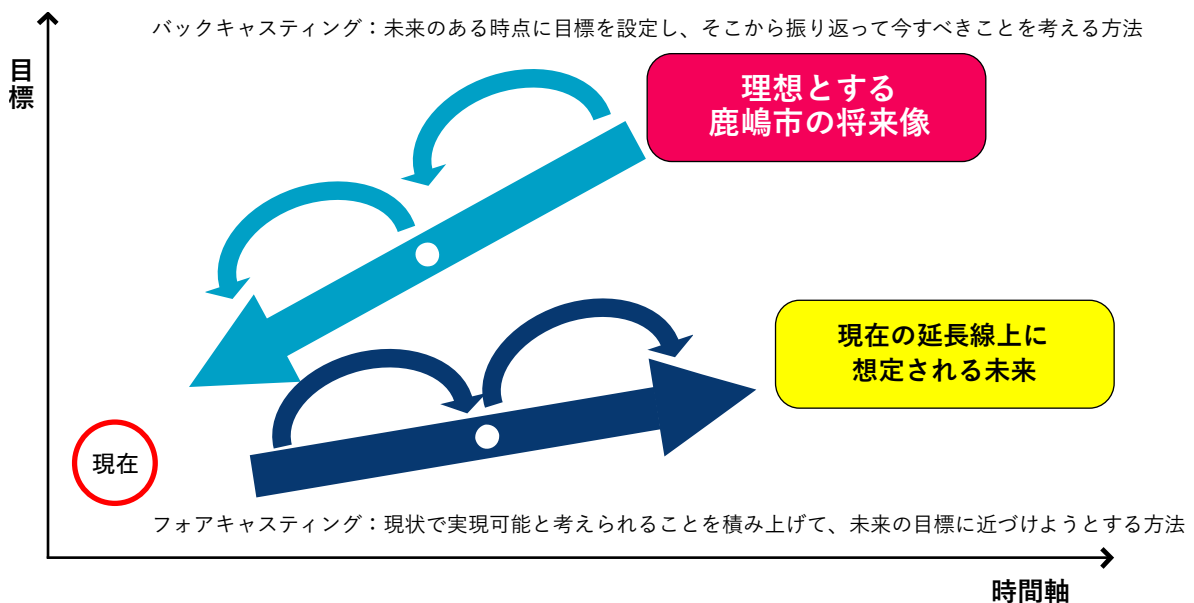 バックキャスティング：未来のある時点に目標を設定し、そこから振り返って今すべきことを考える方法
目標
理想とする
鹿嶋市の将来像
現在の延長線上に
想定される未来
現在
フォアキャスティング：現状で実現可能と考えられることを積み上げて、未来の目標に近づけようとする方法
時間軸